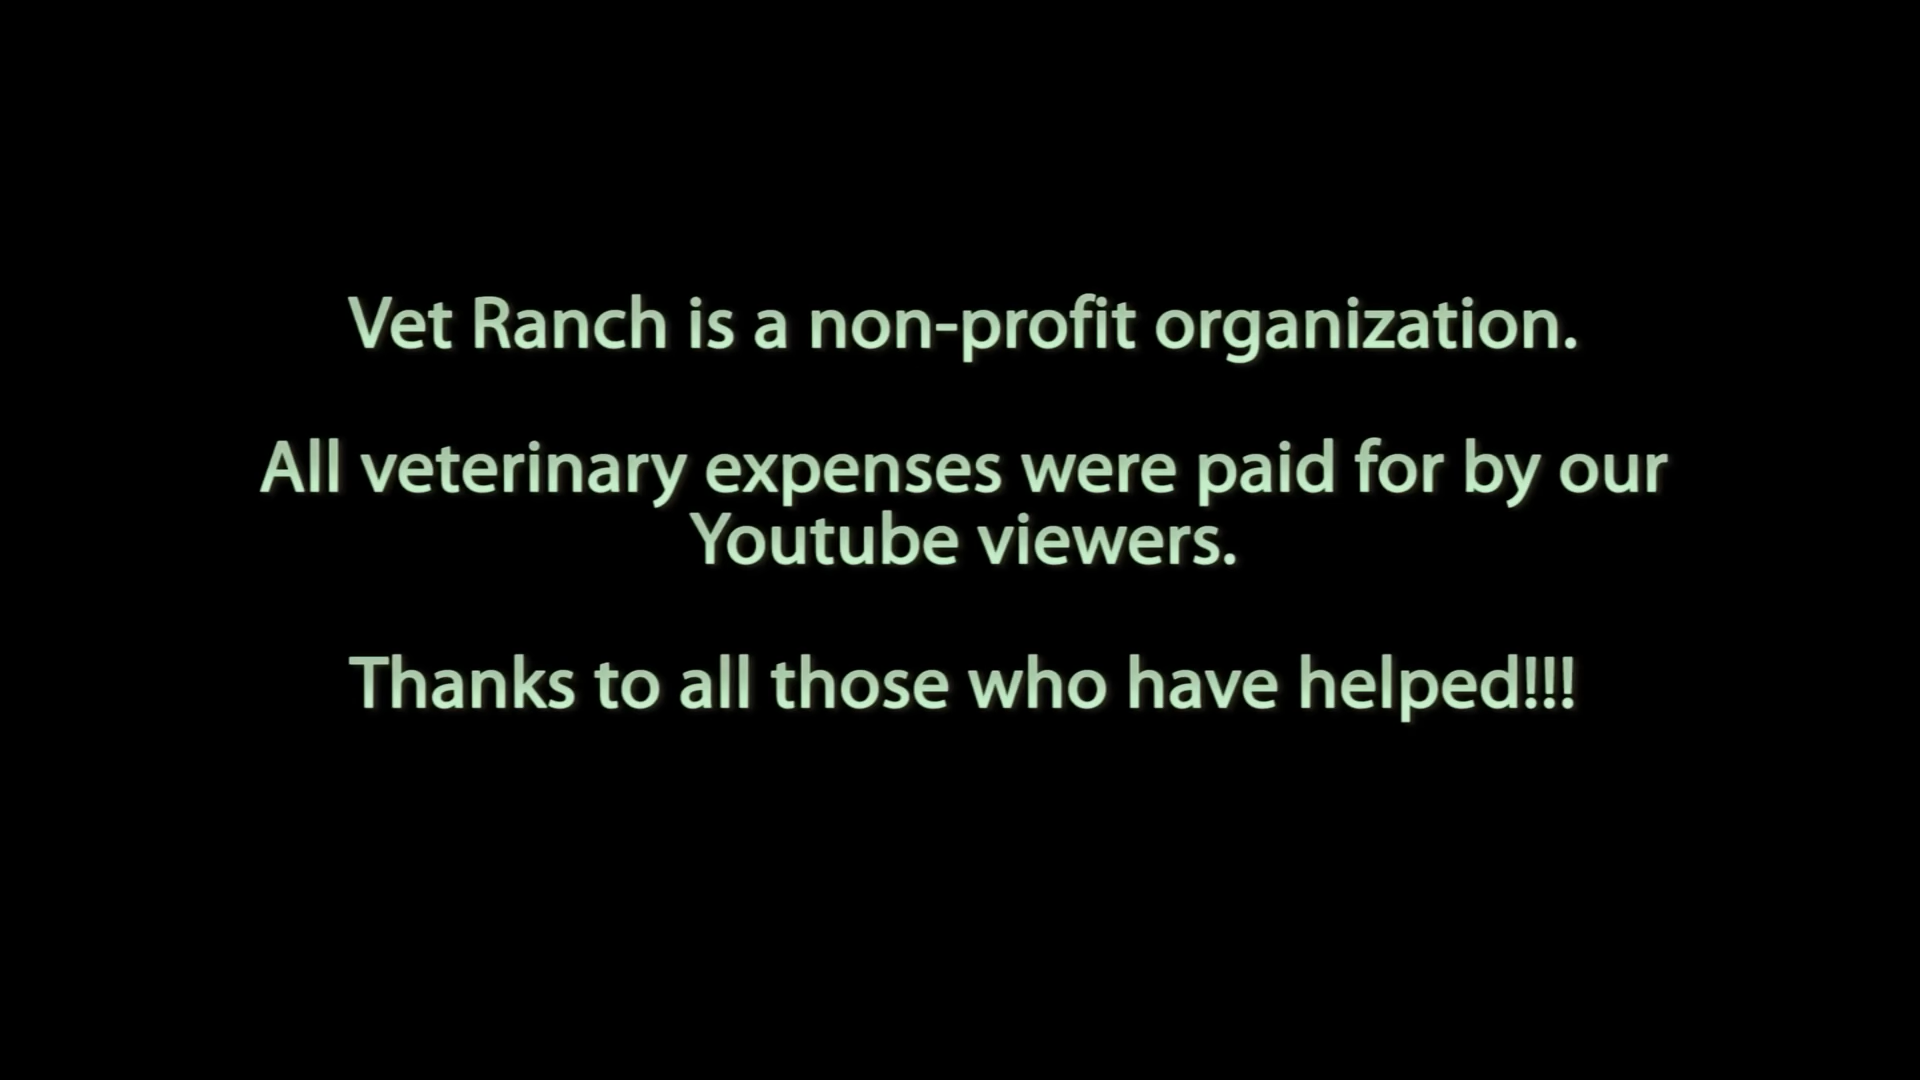 Vet Ranch is a non-profit organization.
All veterinary expenses were paid for by our
Youtube viewers.
Thanks to all those who have helped!!!